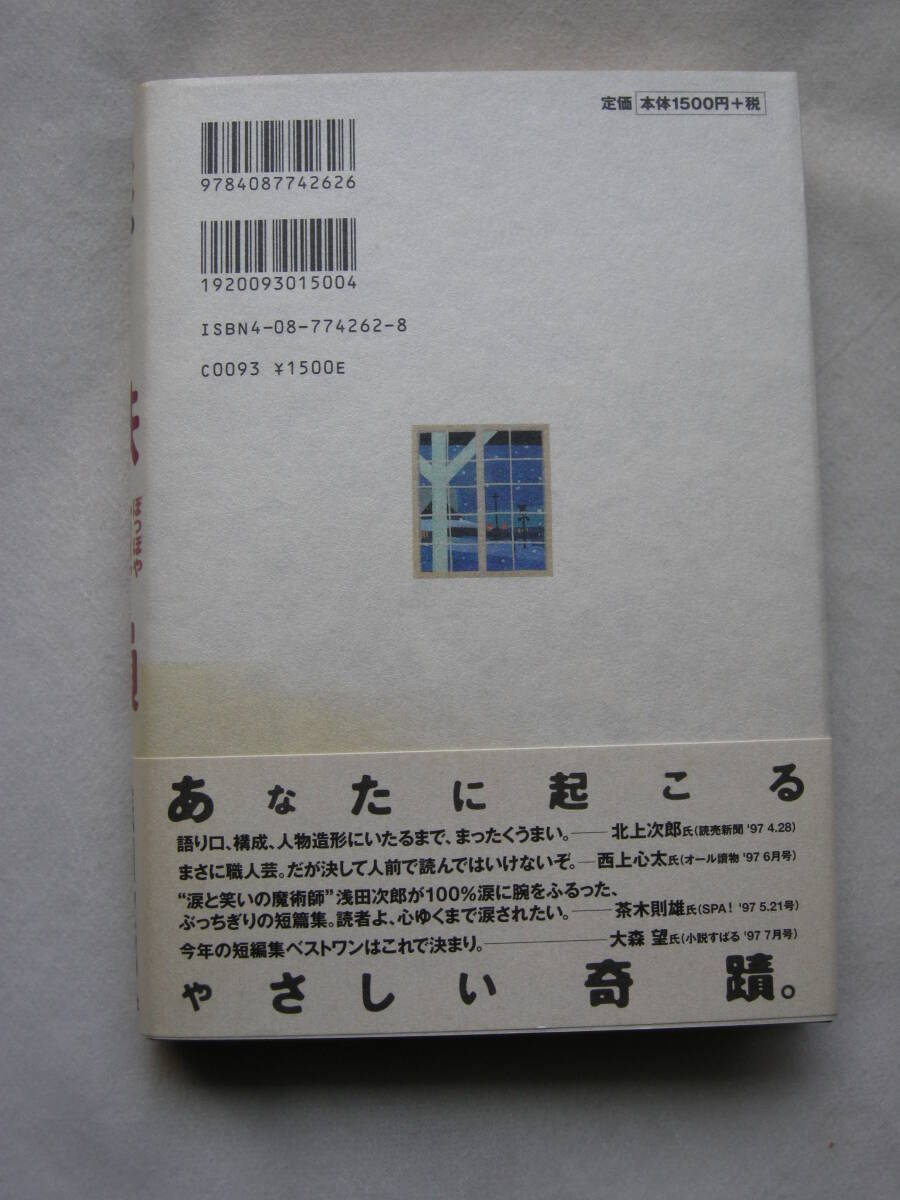 定価 本体1500円+税
9784087742626
1920093015004
ISBN4-08-774262-8
C0093 ¥1500E
ぽっぽや
あなたに起こる
語り口、構成、人物造形にいたるまで、まったくうまい。――北上次郎氏(読売新聞 '97 4.28)
まさに職人芸。だが決して人前で読んではいけないぞ。―西上心太氏(オール讀物 '97 6月号)
“涙と笑いの魔術師”浅田次郎が100%涙に腕をふるった、
ぶっちぎりの短篇集。読者よ、心ゆくまで涙されたい。――茶木則雄氏(SPA! '97 5.21号)
今年の短編集ベストワンはこれで決まり。――――大森 望氏(小説すばる '97 7月号)
やさしい奇蹟。